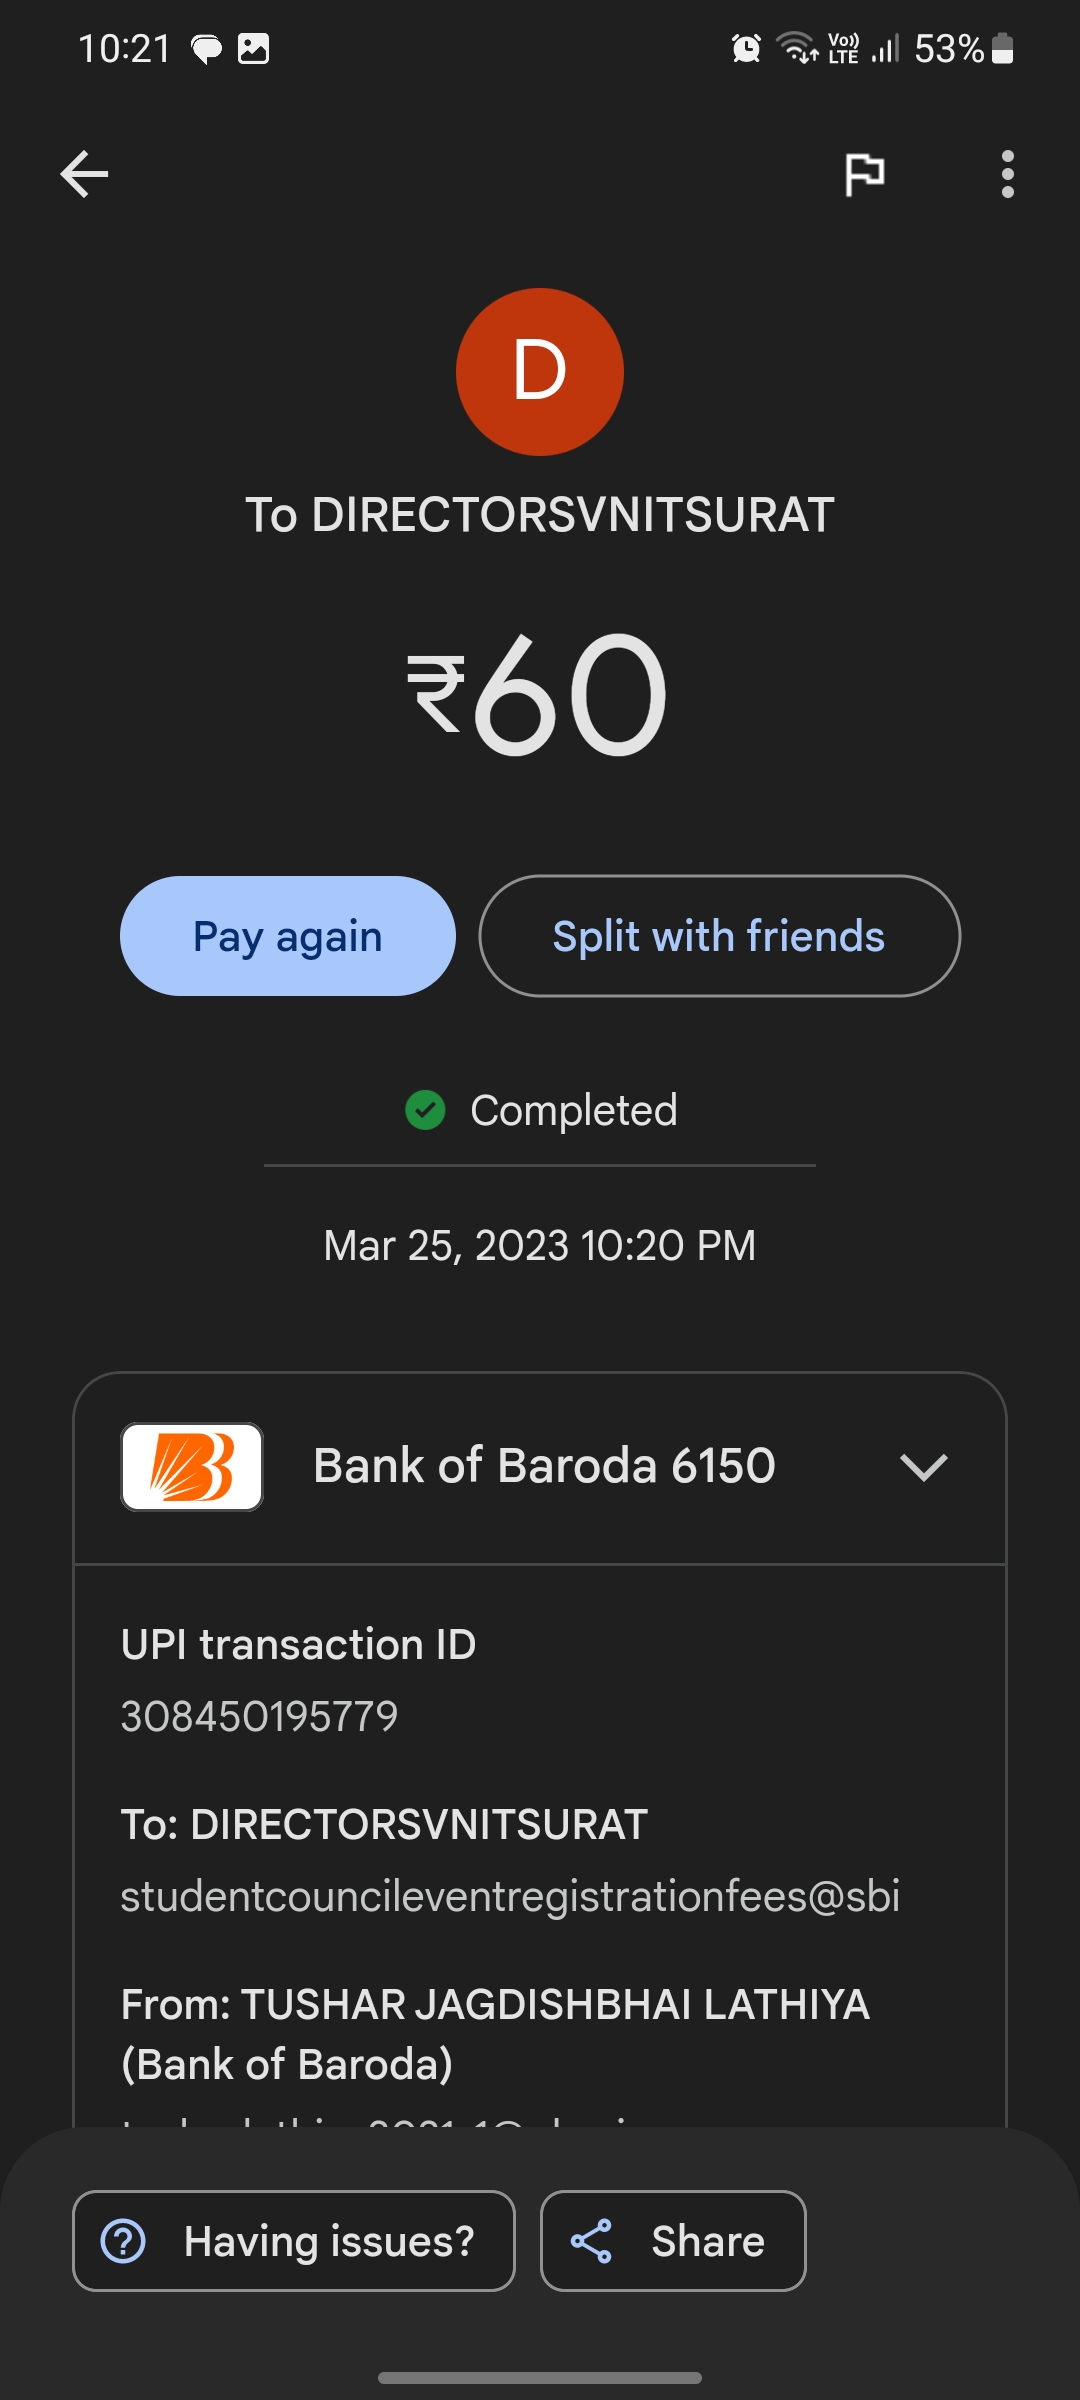 10:21 Vo)) LTE 53%
D
To DIRECTORSVNITSURAT
₹60
Pay again Split with friends
Completed
Mar 25, 2023 10:20 PM
Bank of Baroda 6150
UPI transaction ID
308450195779
To: DIRECTORSVNITSURAT
studentcouncileventregistrationfees@sbi
From: TUSHAR JAGDISHBHAI LATHIYA
(Bank of Baroda)
Having issues? Share